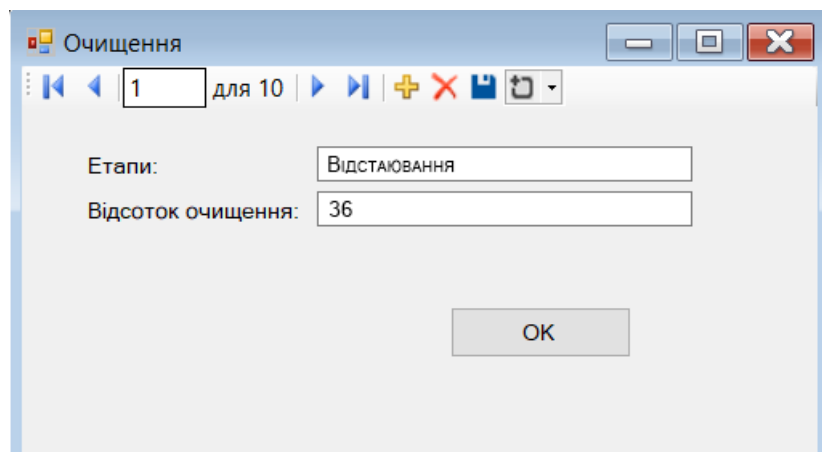 Очищення
1 для 10
Етапи: Відстаювання
Відсоток очищення: 36
OK